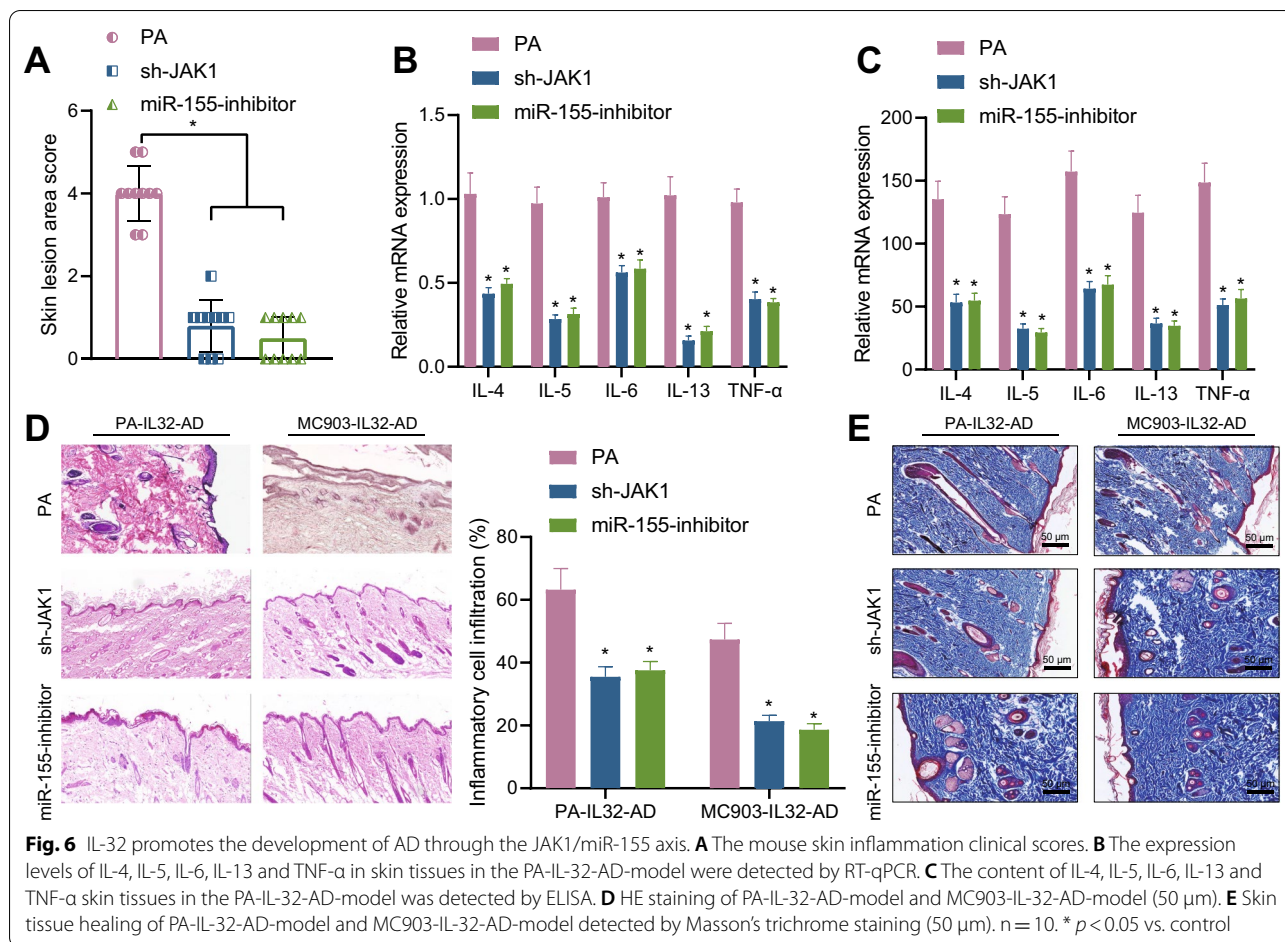 A
PA
sh-JAK1
miR-155-inhibitor
Skin lesion area score
6
4
2
0
*
B
PA
sh-JAK1
miR-155-inhibitor
Relative mRNA expression
1.5
1.0
0.5
0.0
* * * * * * * * * *
IL-4 IL-5 IL-6 IL-13 TNF-α
C
PA
sh-JAK1
miR-155-inhibitor
Relative mRNA expression
200
150
100
50
0
* * * * * * * * * *
IL-4 IL-5 IL-6 IL-13 TNF-α
D
PA-IL32-AD MC903-IL32-AD
PA
sh-JAK1
miR-155-inhibitor
PA
sh-JAK1
miR-155-inhibitor
Inflammatory cell infiltration (%)
80
60
40
20
0
* * * *
PA-IL32-AD MC903-IL32-AD
E
PA-IL32-AD MC903-IL32-AD
PA
50 μm 50 μm
sh-JAK1
50 μm 50 μm
miR-155-inhibitor
50 μm 50 μm
Fig. 6 IL-32 promotes the development of AD through the JAK1/miR-155 axis. A The mouse skin inflammation clinical scores. B The expression
levels of IL-4, IL-5, IL-6, IL-13 and TNF-α in skin tissues in the PA-IL-32-AD-model were detected by RT-qPCR. C The content of IL-4, IL-5, IL-6, IL-13 and
TNF-α skin tissues in the PA-IL-32-AD-model was detected by ELISA. D HE staining of PA-IL-32-AD-model and MC903-IL-32-AD-model (50 μm). E Skin
tissue healing of PA-IL-32-AD-model and MC903-IL-32-AD-model detected by Masson's trichrome staining (50 μm). n = 10. * p < 0.05 vs. control